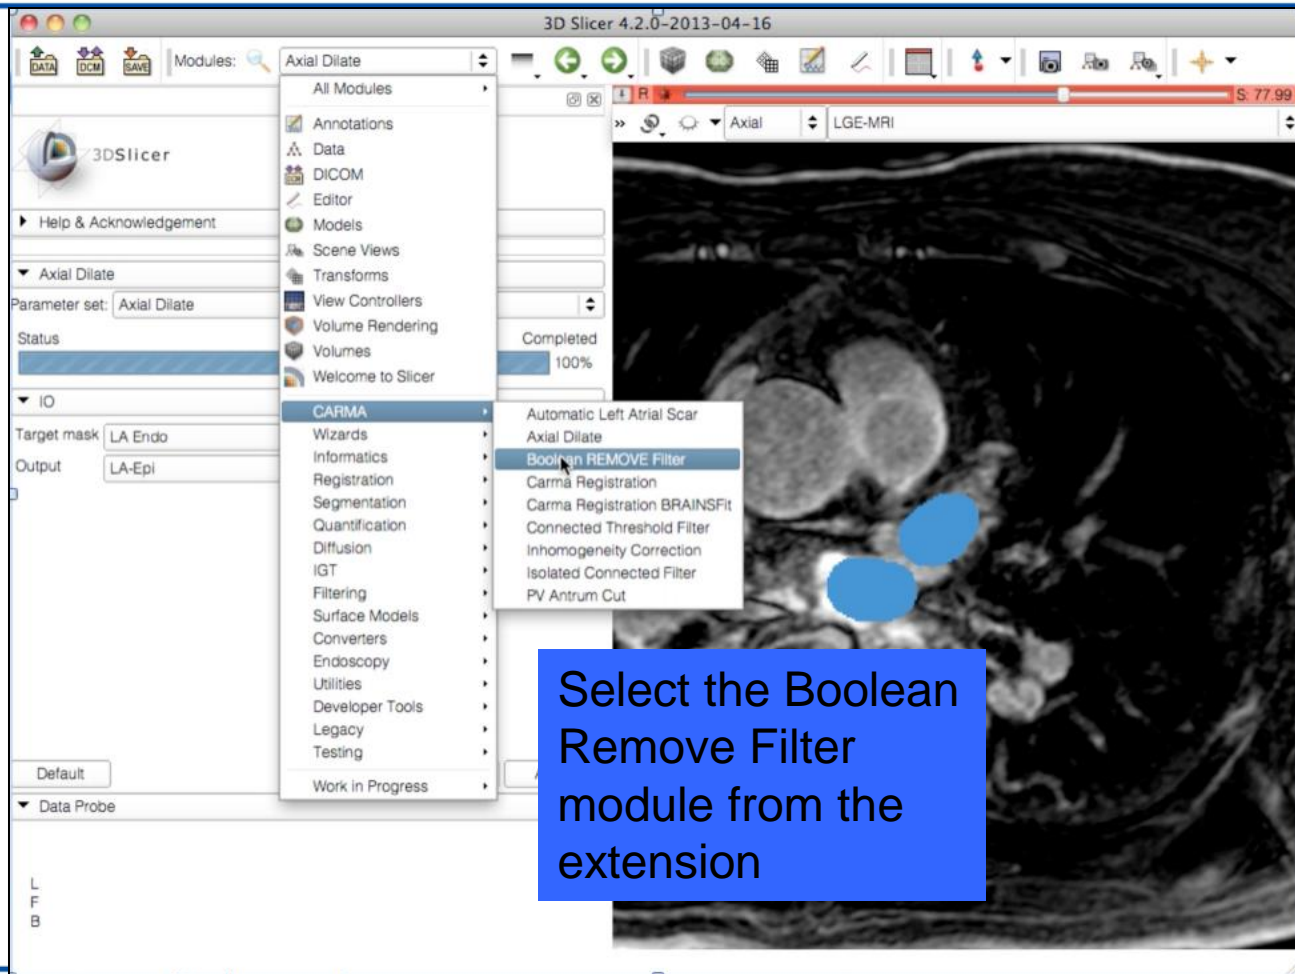 3D Slicer 4.2.0-2013-04-16
DATA DCM SAVE Modules: Axial Dilate
R S: 77.99
Axial LGE-MRI
3DSlicer
Help & Acknowledgement
Axial Dilate
Parameter set: Axial Dilate
Status Completed
100%
IO
Target mask LA Endo
Output LA-Epi
Default
Data Probe
L
F
B
All Modules
Annotations
Data
DICOM
Editor
Models
Scene Views
Transforms
View Controllers
Volume Rendering
Volumes
Welcome to Slicer
CARMA
Wizards
Informatics
Registration
Segmentation
Quantification
Diffusion
IGT
Filtering
Surface Models
Converters
Endoscopy
Utilities
Developer Tools
Legacy
Testing
Work in Progress
Automatic Left Atrial Scar
Axial Dilate
Boolean REMOVE Filter
Carma Registration
Carma Registration BRAINSFit
Connected Threshold Filter
Inhomogeneity Correction
Isolated Connected Filter
PV Antrum Cut
Select the Boolean
Remove Filter
module from the
extension